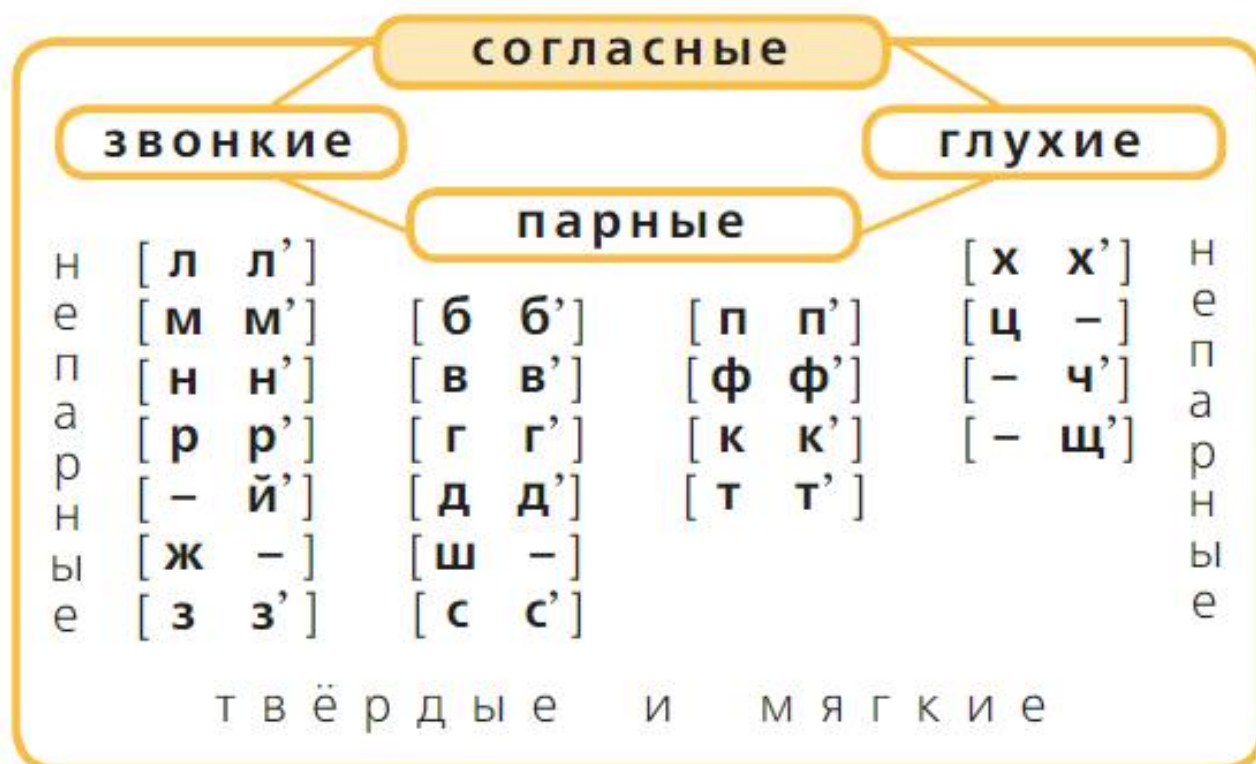 согласные
звонкие
глухие
парные
непарные
[ л л’ ]
[ м м’ ]
[ н н’ ]
[ р р’ ]
[ – й’ ]
[ ж – ]
[ з з’ ]
[ б б’ ]
[ в в’ ]
[ г г’ ]
[ д д’ ]
[ ш – ]
[ с с’ ]
[ п п’ ]
[ ф ф’ ]
[ к к’ ]
[ т т’ ]
[ х х’ ]
[ ц – ]
[ – ч’ ]
[ – щ’ ]
непарные
твёрдые и мягкие